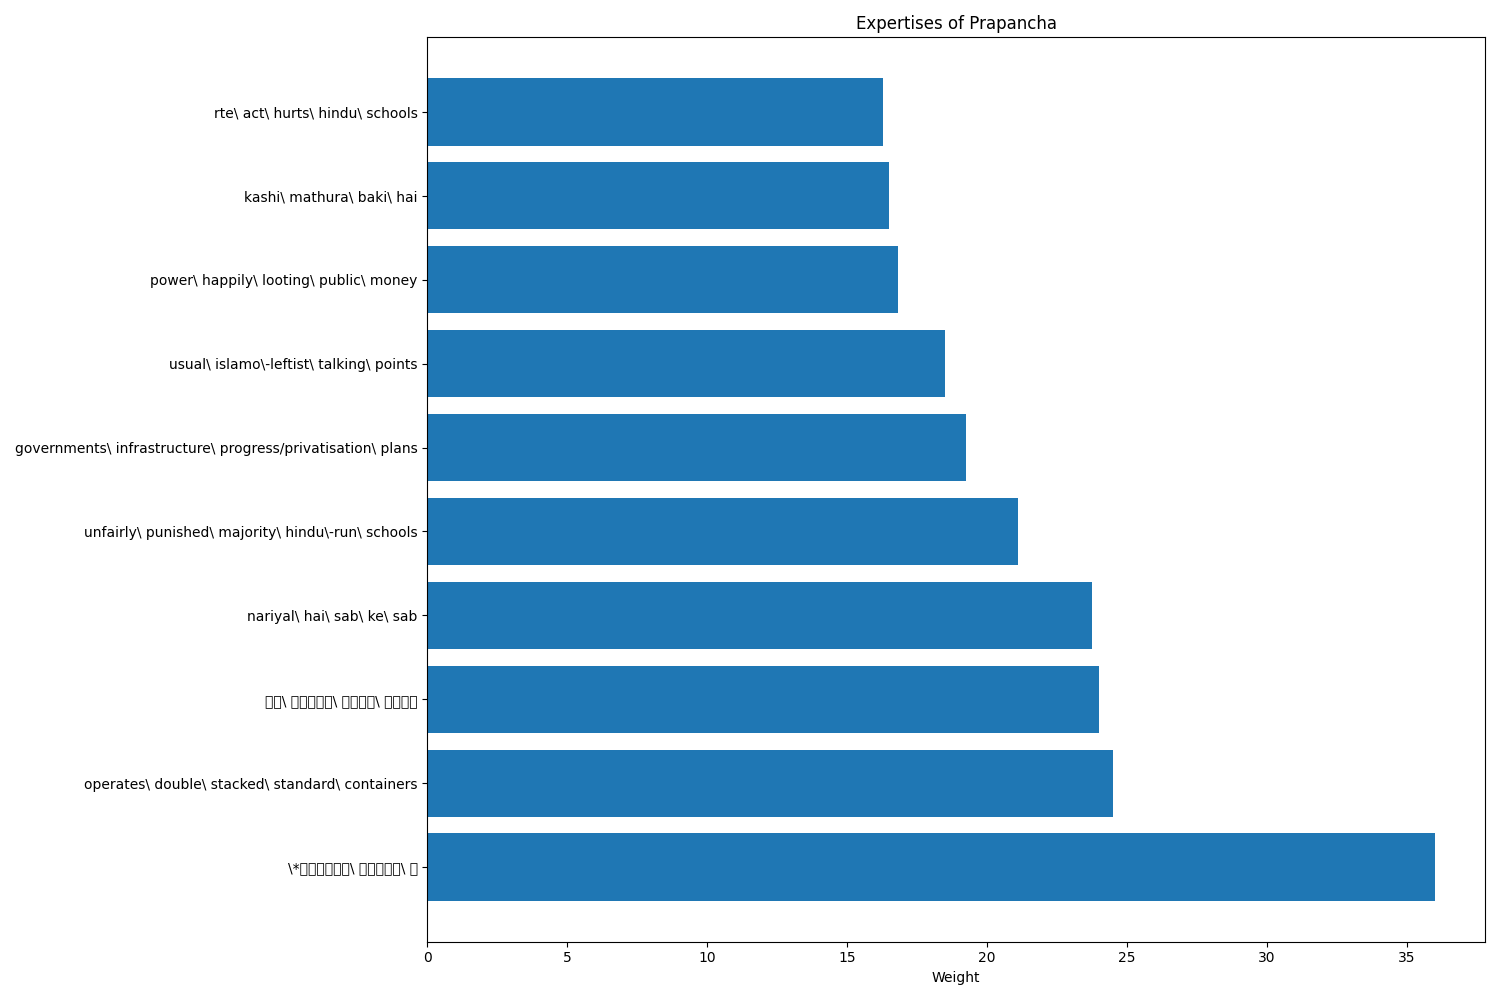 Expertises of Prapancha
rte\ act\ hurts\ hindu\ schools
kashi\ mathura\ baki\ hai
power\ happily\ looting\ public\ money
usual\ islamo\-leftist\ talking\ points
governments\ infrastructure\ progress/privatisation\ plans
unfairly\ punished\ majority\ hindu\-run\ schools
nariyal\ hai\ sab\ ke\ sab
operates\ double\ stacked\ standard\ containers
0 5 10 15 20 25 30 35
Weight